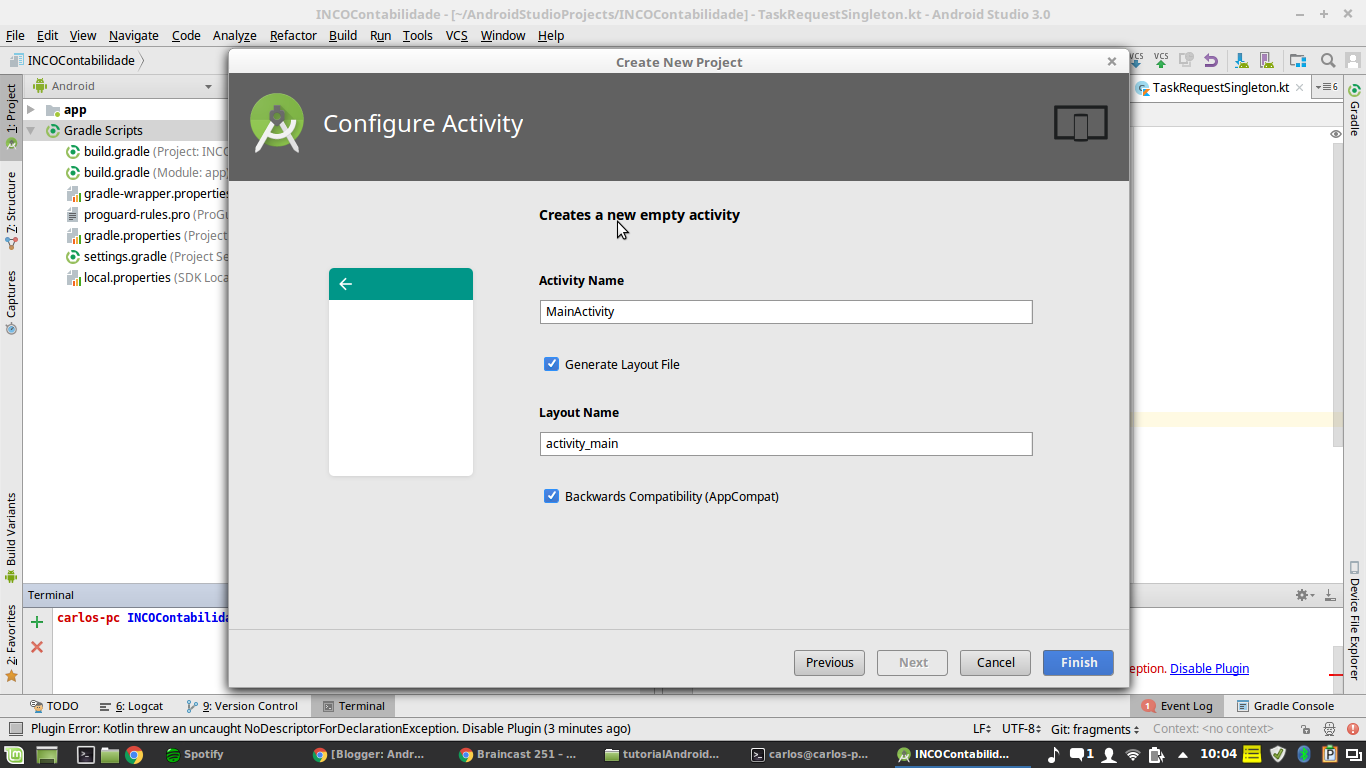 INCOContabilidade - [~/AndroidStudioProjects/INCOContabilidade] - TaskRequestSingleton.kt - Android Studio 3.0
File Edit View Navigate Code Analyze Refactor Build Run Tools VCS Window Help
INCOContabilidade
VCS VCS
Create New Project
Android
TaskRequestSingleton.kt
6
Configure Activity
app
Gradle Scripts
build.gradle (Project: INCO
build.gradle (Module: app
gradle-wrapper.properties
proguard-rules.pro (ProGu
gradle.properties (Project
settings.gradle (Project Se
local.properties (SDK Loca
1: Project
7: Structure
Captures
Build Variants
2: Favorites
Creates a new empty activity
Activity Name
MainActivity
Generate Layout File
Layout Name
activity_main
Backwards Compatibility (AppCompat)
Previous Next Cancel Finish
Gradle
Device File Explorer
Terminal
carlos-pc INCOContabilida
eption. Disable Plugin
TODO 6: Logcat 9: Version Control Terminal 1 Event Log Gradle Console
Plugin Error: Kotlin threw an uncaught NoDescriptorForDeclarationException. Disable Plugin (3 minutes ago) LF÷ UTF-8÷ Git: fragments÷ Context: <no context>
Spotify [Blogger: Andr... Braincast 251 – ... tutorialAndroid... carlos@carlos-p... INCOContabilid... 1 10:04